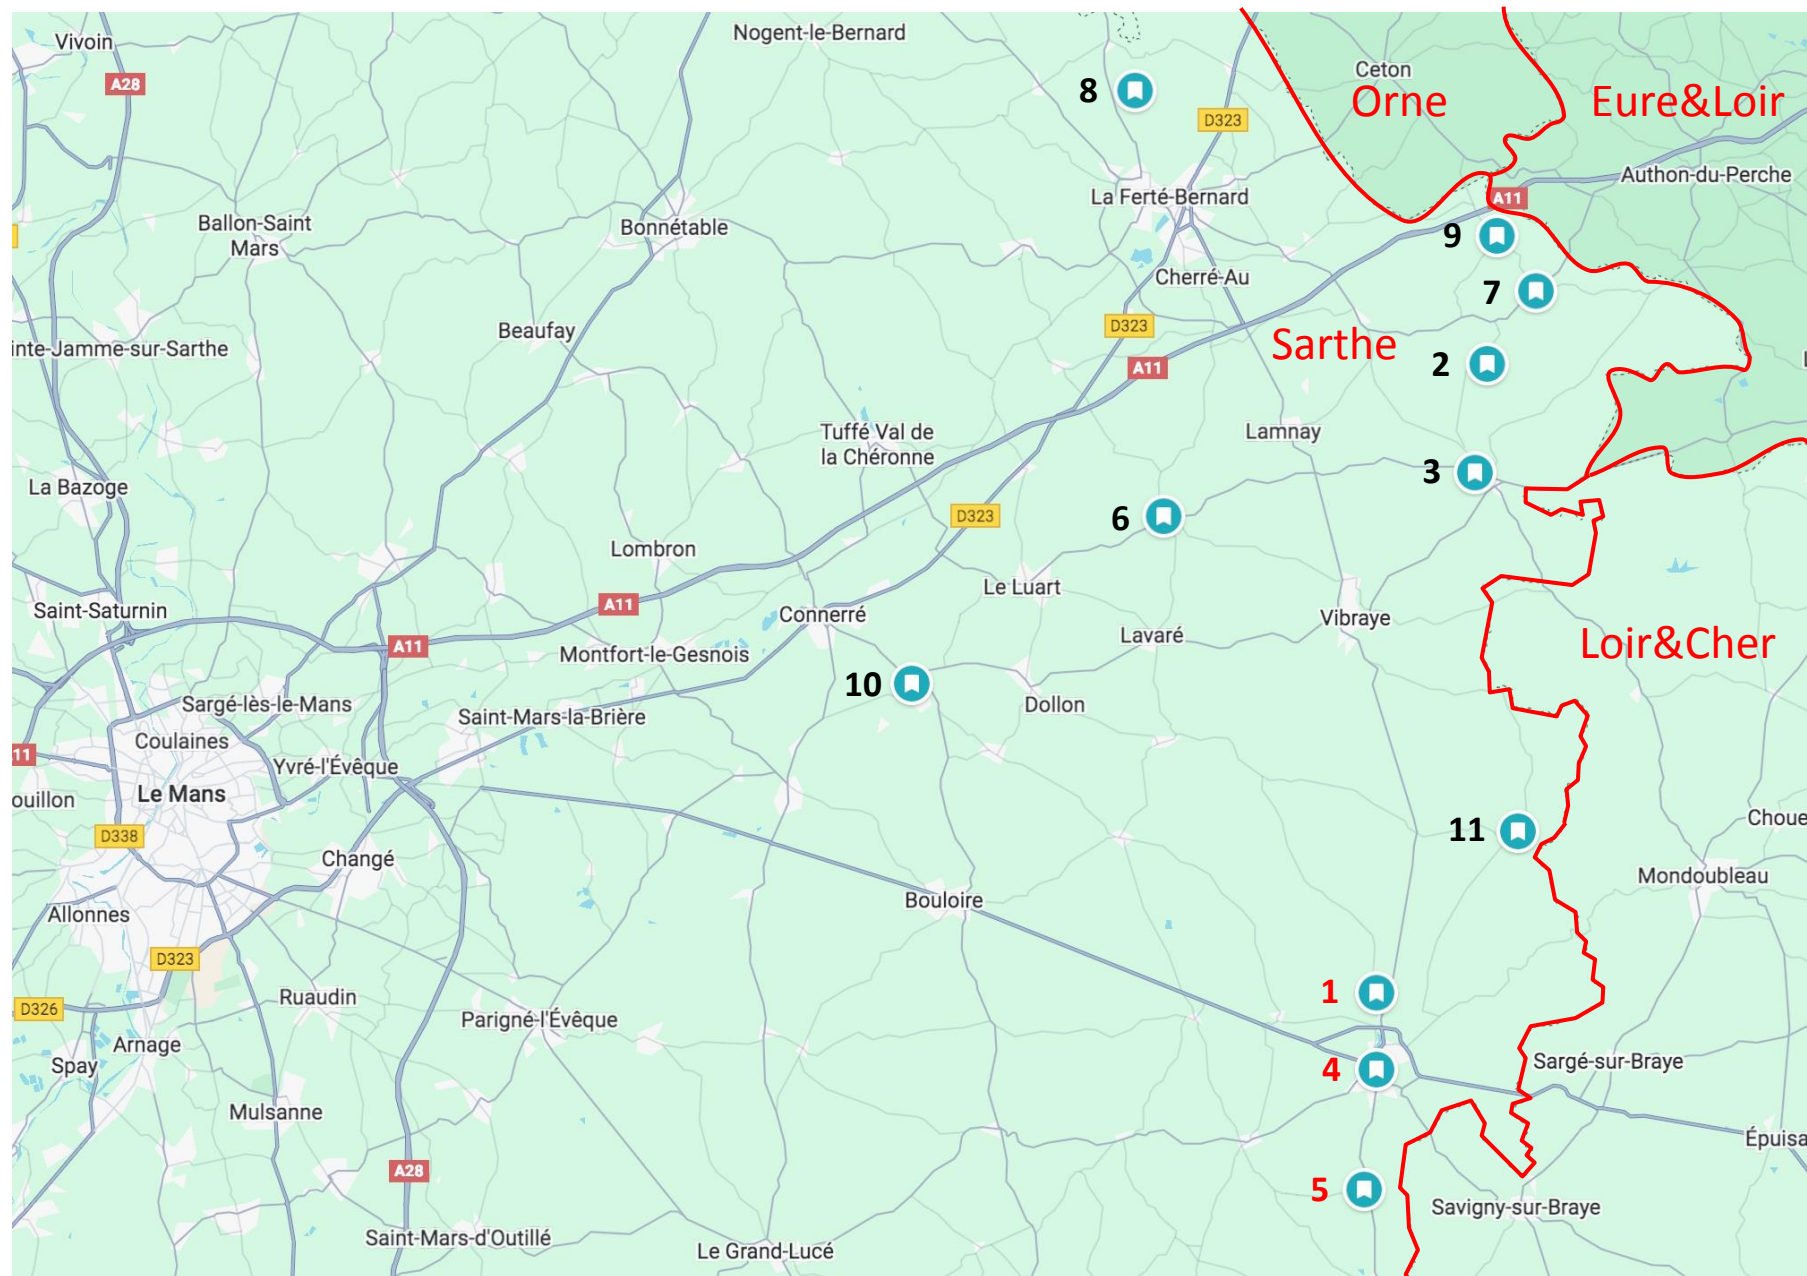 Vivoin
Nogent-le-Bernard
A28
8
Ceton
Orne
Eure&Loir
D323
Authon-du-Perche
La Ferté-Bernard
A11
Ballon-Saint
Mars
Bonnétable
9
Cherré-Au
7
D323
Beaufay
inte-Jamme-sur-Sarthe
Sarthe
2
A11
Tuffé Val de
la Chéronne
Lamnay
3
La Bazoge
6
D323
Lombron
Le Luart
Saint-Saturnin
A11
Connerré
Vibraye
Lavaré
A11
Montfort-le-Gesnois
Loir&Cher
10
Dollon
Sargé-lès-le-Mans
Saint-Mars-la-Brière
Coulaines
11
Yvré-l'Évêque
Le Mans
ouillon
D338
Choue
11
Changé
Mondoubleau
Bouloire
Allonnes
D323
1
Ruaudin
D326
Parigné-l'Évêque
Arnage
Spay
4
Sargé-sur-Braye
Mulsanne
Épuisa
A28
5
Savigny-sur-Braye
Saint-Mars-d'Outillé
Le Grand-Lucé